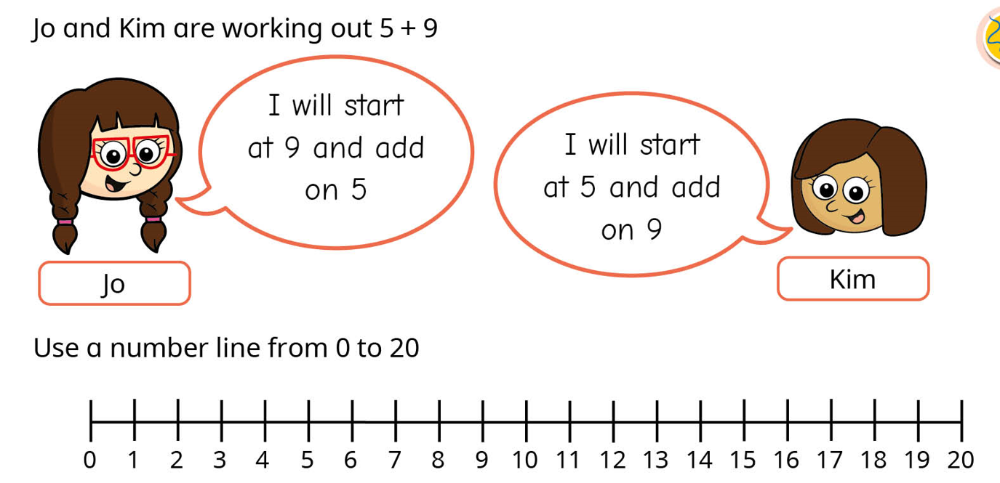 Jo and Kim are working out 5 + 9
I will start
at 9 and add
on 5
I will start
at 5 and add
on 9
Jo
Kim
Use a number line from 0 to 20
0 1 2 3 4 5 6 7 8 9 10 11 12 13 14 15 16 17 18 19 20